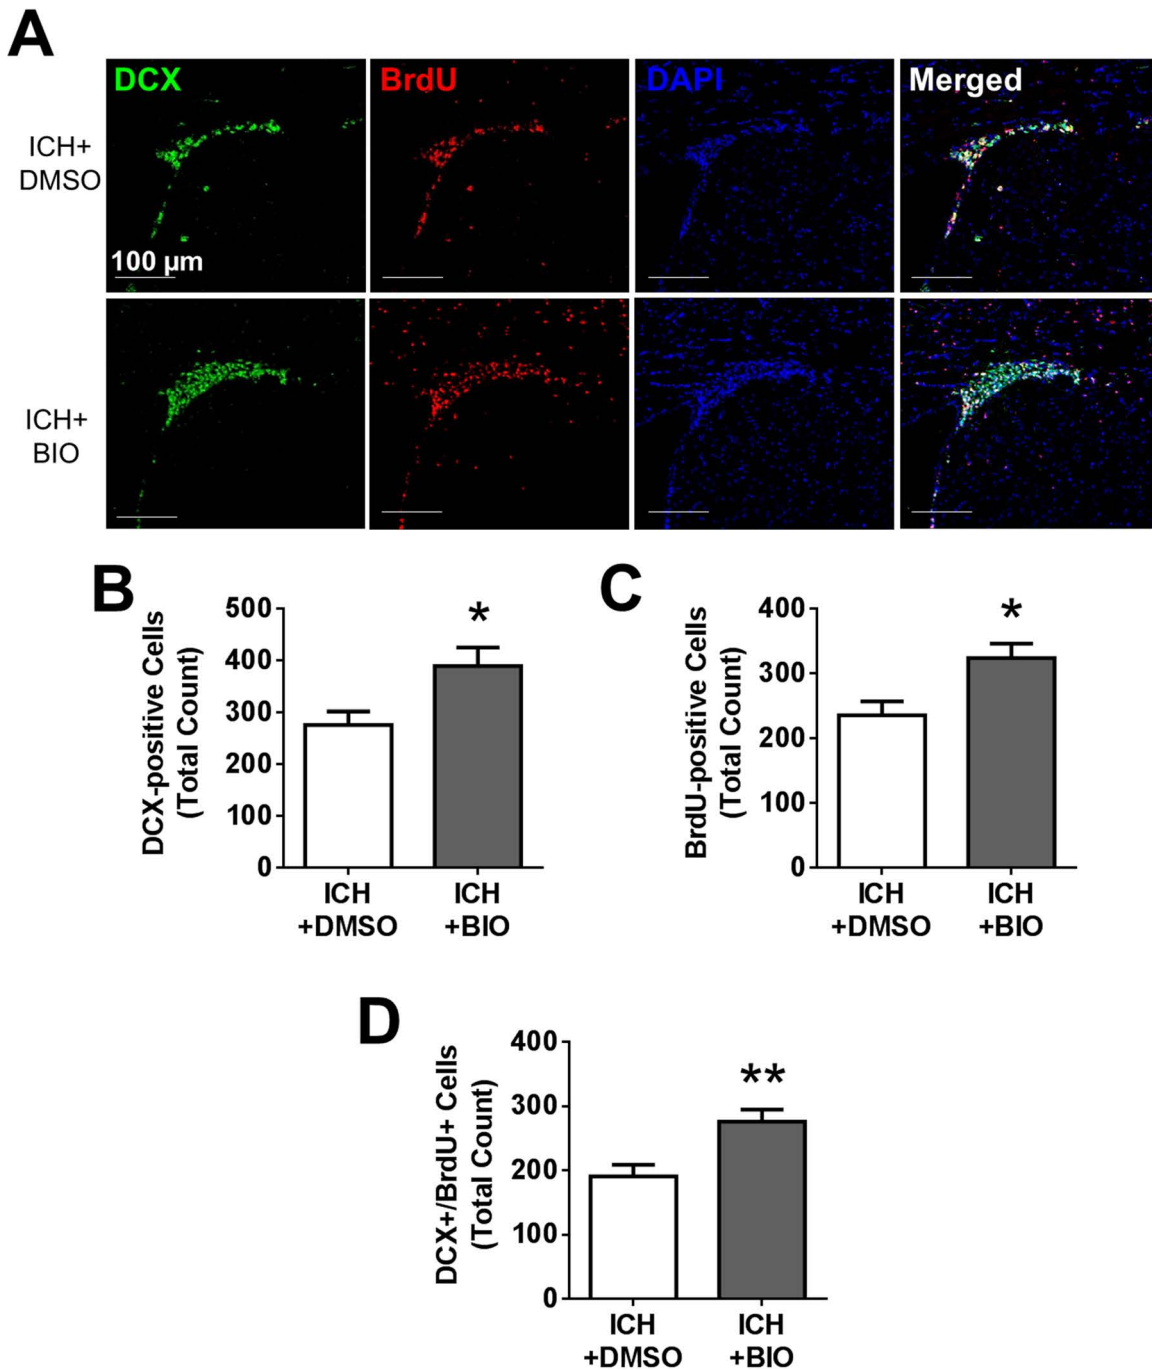 A
DCX
BrdU
DAPI
Merged
ICH+
DMSO
100 µm
ICH+
BIO
B
DCX-positive Cells
(Total Count)
500
400
300
200
100
0
*
ICH
+DMSO
ICH
+BIO
C
BrdU-positive Cells
(Total Count)
400
300
200
100
0
*
ICH
+DMSO
ICH
+BIO
D
DCX+/BrdU+ Cells
(Total Count)
400
300
200
100
0
**
ICH
+DMSO
ICH
+BIO